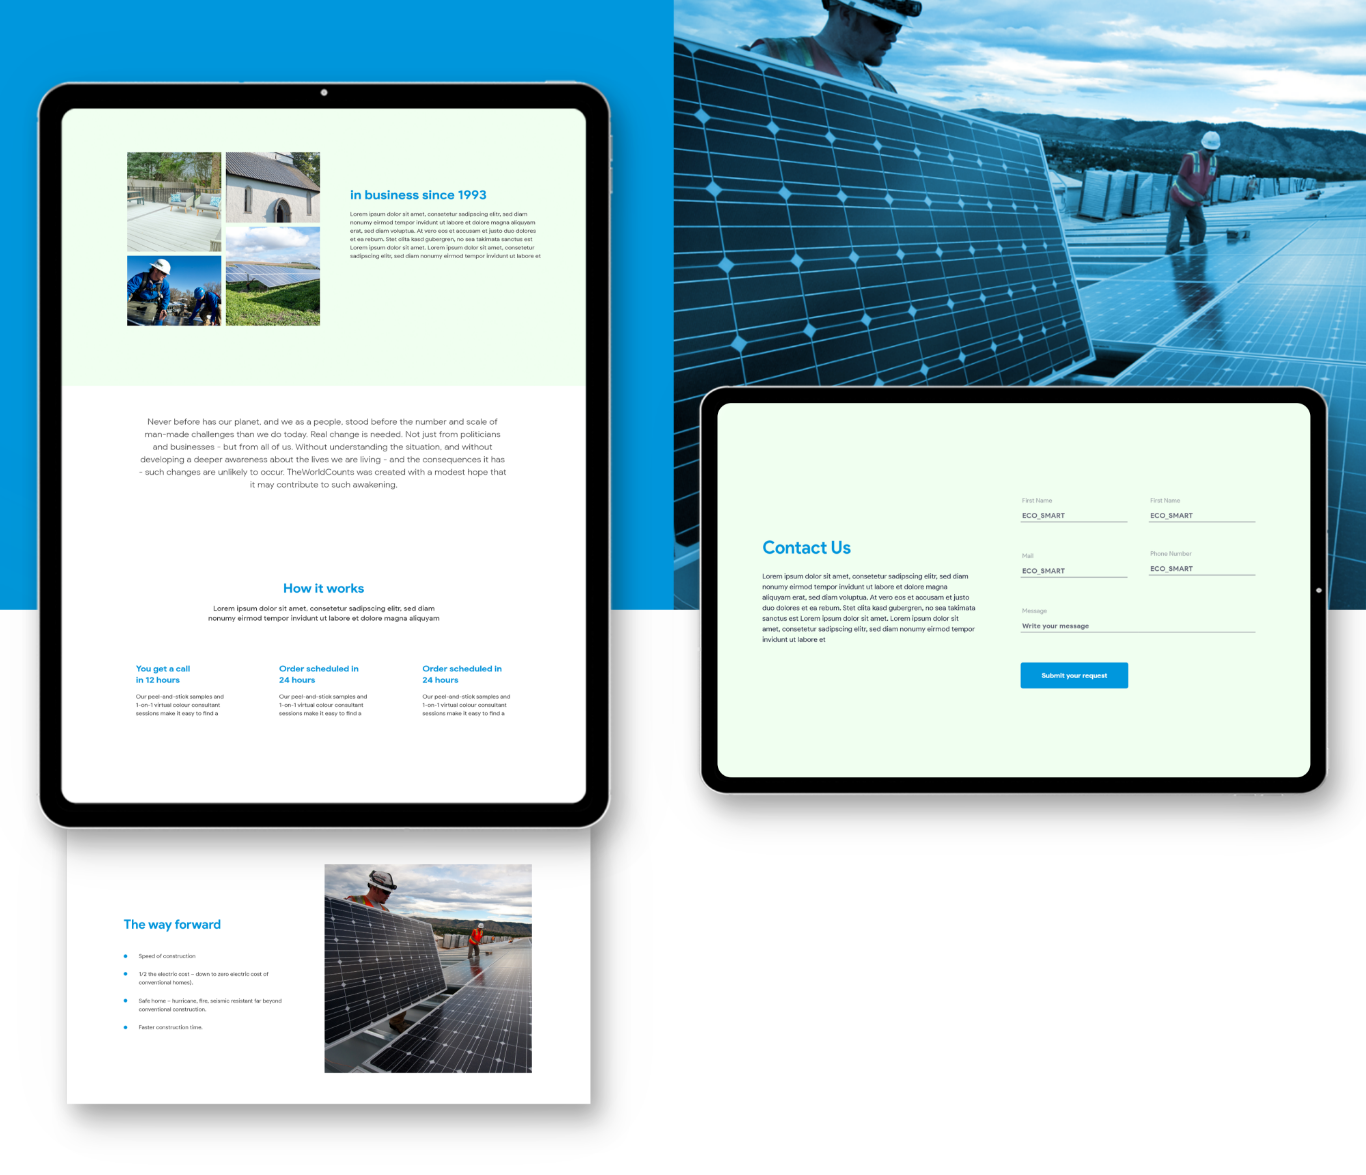 in business since 1993
Lorem ipsum dolor sit amet, consetetur sadipscing elitr, sed diam
nonumy eirmod tempor invidunt ut labore et dolore magna aliquyam
erat, sed diam voluptua. At vero eos et accusam et justo duo dolores
et ea rebum. Stet clita kasd gubergren, no sea takimata sanctus est
Lorem ipsum dolor sit amet. Lorem ipsum dolor sit amet, consetetur
sadipscing elitr, sed diam nonumy eirmod tempor invidunt ut labore et
Never before has our planet, and we as a people, stood before the number and scale of
man-made challenges than we do today. Real change is needed. Not just from politicians
and businesses - but from all of us. Without understanding the situation, and without
developing a deeper awareness about the lives we are living - and the consequences it has
- such changes are unlikely to occur. TheWorldCounts was created with a modest hope that
it may contribute to such awakening.
How it works
Lorem ipsum dolor sit amet, consetetur sadipscing elitr, sed diam
nonumy eirmod tempor invidunt ut labore et dolore magna aliquyam
You get a call
in 12 hours
Our peel-and-stick samples and
1-on-1 virtual colour consultant
sessions make it easy to find a
Order scheduled in
24 hours
Our peel-and-stick samples and
1-on-1 virtual colour consultant
sessions make it easy to find a
Order scheduled in
24 hours
Our peel-and-stick samples and
1-on-1 virtual colour consultant
sessions make it easy to find a
The way forward
Speed of construction
1/2 the electric cost – down to zero electric cost of
conventional homes).
Safe home – hurricane, fire, seismic resistant far beyond
conventional construction.
Faster construction time.
Contact Us
Lorem ipsum dolor sit amet, consetetur sadipscing elitr, sed diam
nonumy eirmod tempor invidunt ut labore et dolore magna
aliquyam erat, sed diam voluptua. At vero eos et accusam et justo
duo dolores et ea rebum. Stet clita kasd gubergren, no sea takimata
sanctus est Lorem ipsum dolor sit amet. Lorem ipsum dolor sit
amet, consetetur sadipscing elitr, sed diam nonumy eirmod tempor
invidunt ut labore et
First Name
ECO_SMART
First Name
ECO_SMART
Mail
ECO_SMART
Phone Number
ECO_SMART
Message
Write your message
Submit your request